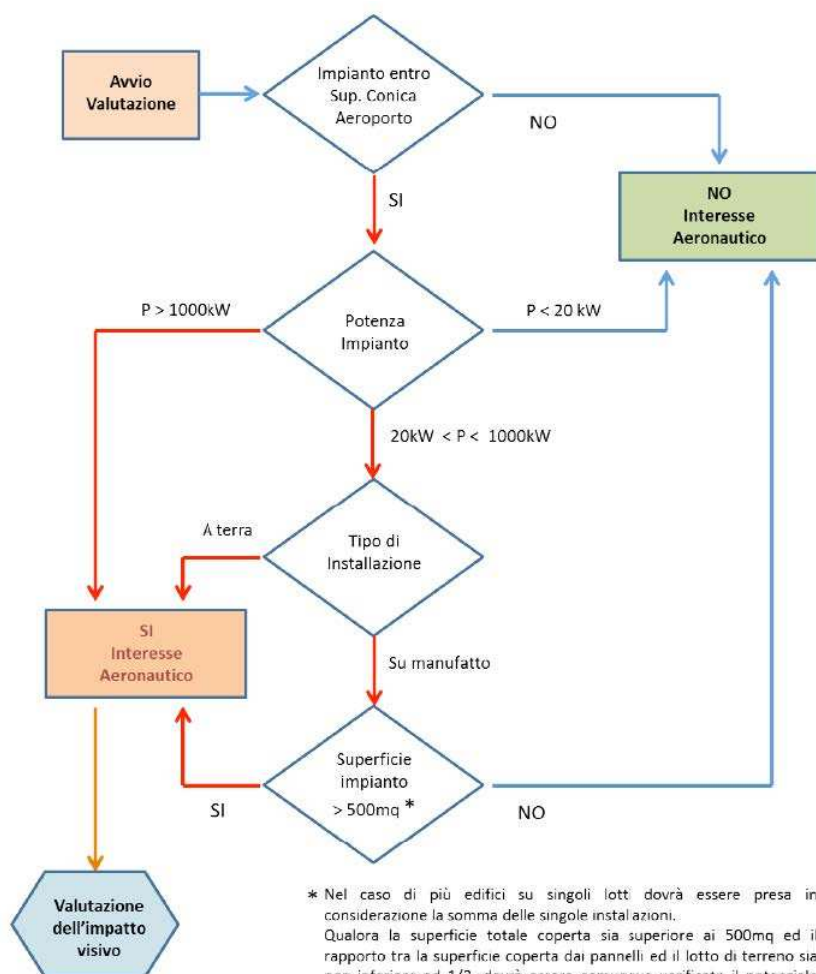 Avvio
Valutazione
Impianto entro
Sup. Conica
Aeroporto
NO
SI
NO
Interesse
Aeronautico
P > 1000kW
Potenza
Impianto
P < 20 kW
20kW < P < 1000kW
A terra
Tipo di
Installazione
SI
Interesse
Aeronautico
Su manufatto
Superficie
impianto
> 500mq *
SI
NO
Valutazione
dell'impatto
visivo
* Nel caso di più edifici su singoli lotti dovrà essere presa in
considerazione la somma delle singole installazioni.
Qualora la superficie totale coperta sia superiore ai 500mq ed il
rapporto tra la superficie coperta dai pannelli ed il lotto di terreno sia